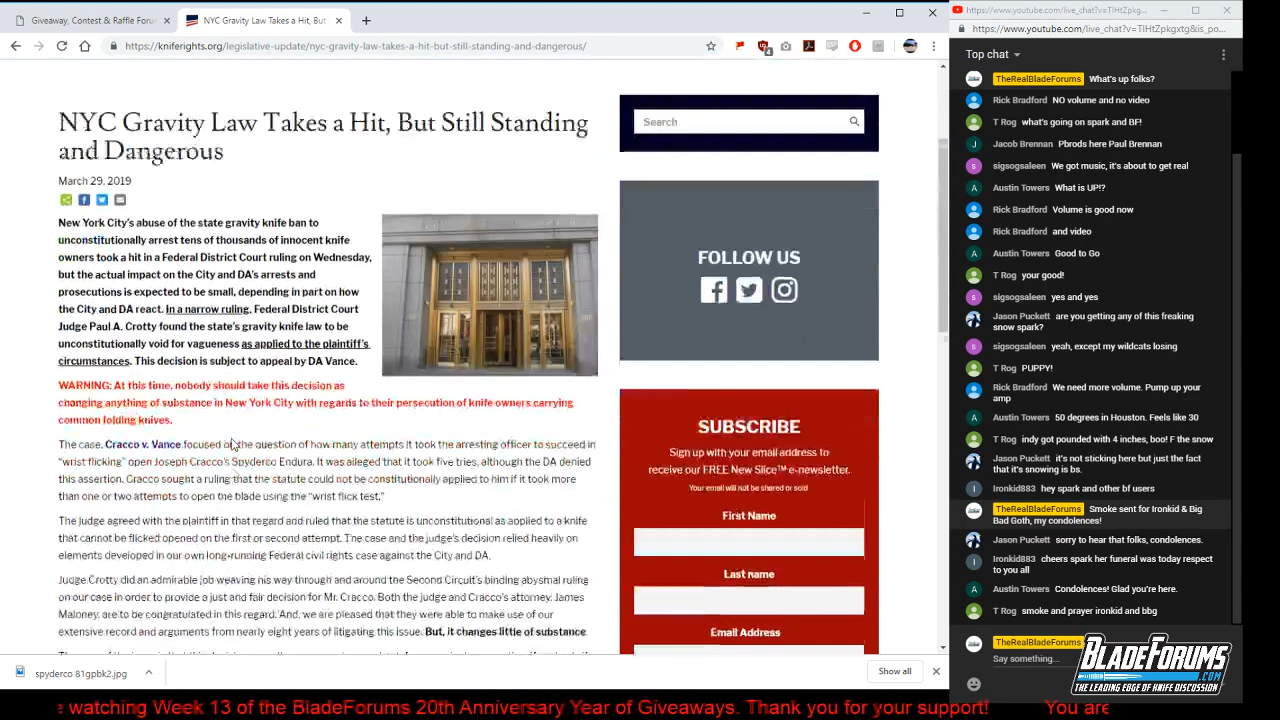 Giveaway, Contest & Raffle Forum
NYC Gravity Law Takes a Hit, But
https://kniferights.org/legislative-update/nyc-gravity-law-takes-a-hit-but-still-standing-and-dangerous/
NYC Gravity Law Takes a Hit, But Still Standing
and Dangerous
March 29, 2019
New York City's abuse of the state gravity knife ban to
unconstitutionally arrest tens of thousands of innocent knife
owners took a hit in a Federal District Court ruling on Wednesday,
but the actual impact on the City and DA's arrests and
prosecutions is expected to be small, depending in part on how
the City and DA react. In a narrow ruling, Federal District Court
Judge Paul A. Crotty found the state's gravity knife law to be
unconstitutionally void for vagueness as applied to the plaintiff's
circumstances. This decision is subject to appeal by DA Vance.
WARNING: At this time, nobody should take this decision as
changing anything of substance in New York City with regards to their persecution of knife owners carrying
common folding knives.
The case, Cracco v. Vance focused on the question of how many attempts it took the arresting officer to succeed in
"wrist flicking" open Joseph Cracco's Spyderco Endura. It was alleged that it took five tries, although the DA denied
this assertion. Cracco sought a ruling that the statute could not be constitutionally applied to him if it took more
than one or two attempts to open the blade using the "wrist flick test."
The judge agreed with the plaintiff in that regard and ruled that the statute is unconstitutional as applied to a knife
that cannot be flicked opened on the first or second attempt. The case and the judge's decision relied heavily on
elements developed in our own long-running Federal civil rights case against the City and DA.
Judge Crotty did an admirable job weaving his way through and around the Second Circuit's binding abysmal ruling
on our case in order to provide a just and fair decision for Mr. Cracco. Both the judge and Cracco's attorney, James
Maloney, are to be congratulated in this regard. And, we are pleased that they were able to make use of our
extensive record and arguments from nearly eight years of litigating this issue. But, it changes little of substance.
Search
FOLLOW US
SUBSCRIBE
Sign up with your email address to
receive our FREE New Slice™ e-newsletter.
Your email will not be shared or sold
First Name
Last name
Email Address
spyderco 81gpbk2.jpg
Show all
https://www.youtube.com/live_chat?v=TIHtZpkg...
https://www.youtube.com/live_chat?v=TIHtZpkgxtg&is_po...
Top chat
TheRealBladeForums What's up folks?
Rick Bradford NO volume and no video
T Rog what's going on spark and BF!
J
Jacob Brennan Pbrods here Paul Brennan
s
sigsogsaleen We got music, it's about to get real
A
Austin Towers What is UP!?
Rick Bradford Volume is good now
Rick Bradford and video
A
Austin Towers Good to Go
T Rog your good!
s
sigsogsaleen yes and yes
Jason Puckett are you getting any of this freaking
snow spark?
s
sigsogsaleen yeah, except my wildcats losing
T Rog PUPPY!
Rick Bradford We need more volume. Pump up your
amp
A
Austin Towers 50 degrees in Houston. Feels like 30
T Rog indy got pounded with 4 inches, boo! F the snow
Jason Puckett it's not sticking here but just the fact
that it's snowing is bs.
I
Ironkid883 hey spark and other bf users
TheRealBladeForums Smoke sent for Ironkid & Big
Bad Goth, my condolences!
Jason Puckett sorry to hear that folks, condolences.
I
Ironkid883 cheers spark her funeral was today respect
to you all
A
Austin Towers Condolences! Glad you're here.
T Rog smoke and prayer ironkid and bbg
TheRealBladeForums
Say something...
BLADEFORUMS
.COM
THE LEADING EDGE OF KNIFE DISCUSSION
e watching Week 13 of the BladeForums 20th Anniversary Year of Giveaways. Thank you for your support! You are